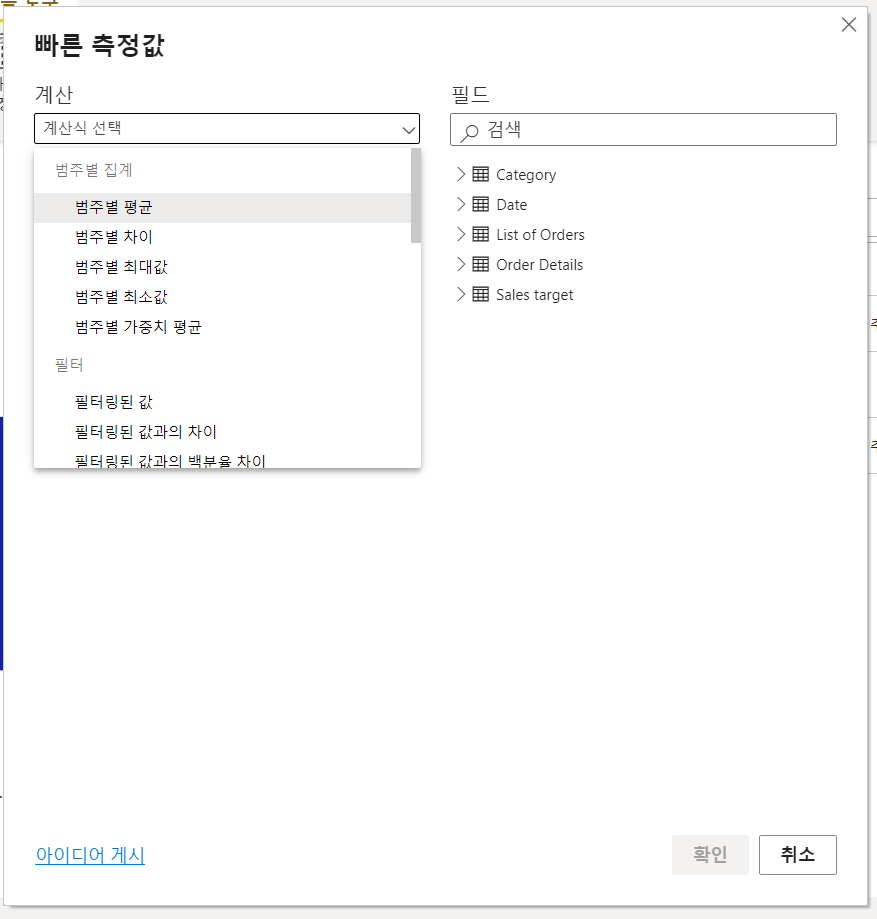 빠른 측정값
계산
계산식 선택
범주별 집계
범주별 평균
범주별 차이
범주별 최대값
범주별 최소값
범주별 가중치 평균
필터
필터링된 값
필터링된 값과의 차이
필터링된 값과의 백분율 차이
필드
검색
Category
Date
List of Orders
Order Details
Sales target
아이디어 게시
확인
취소